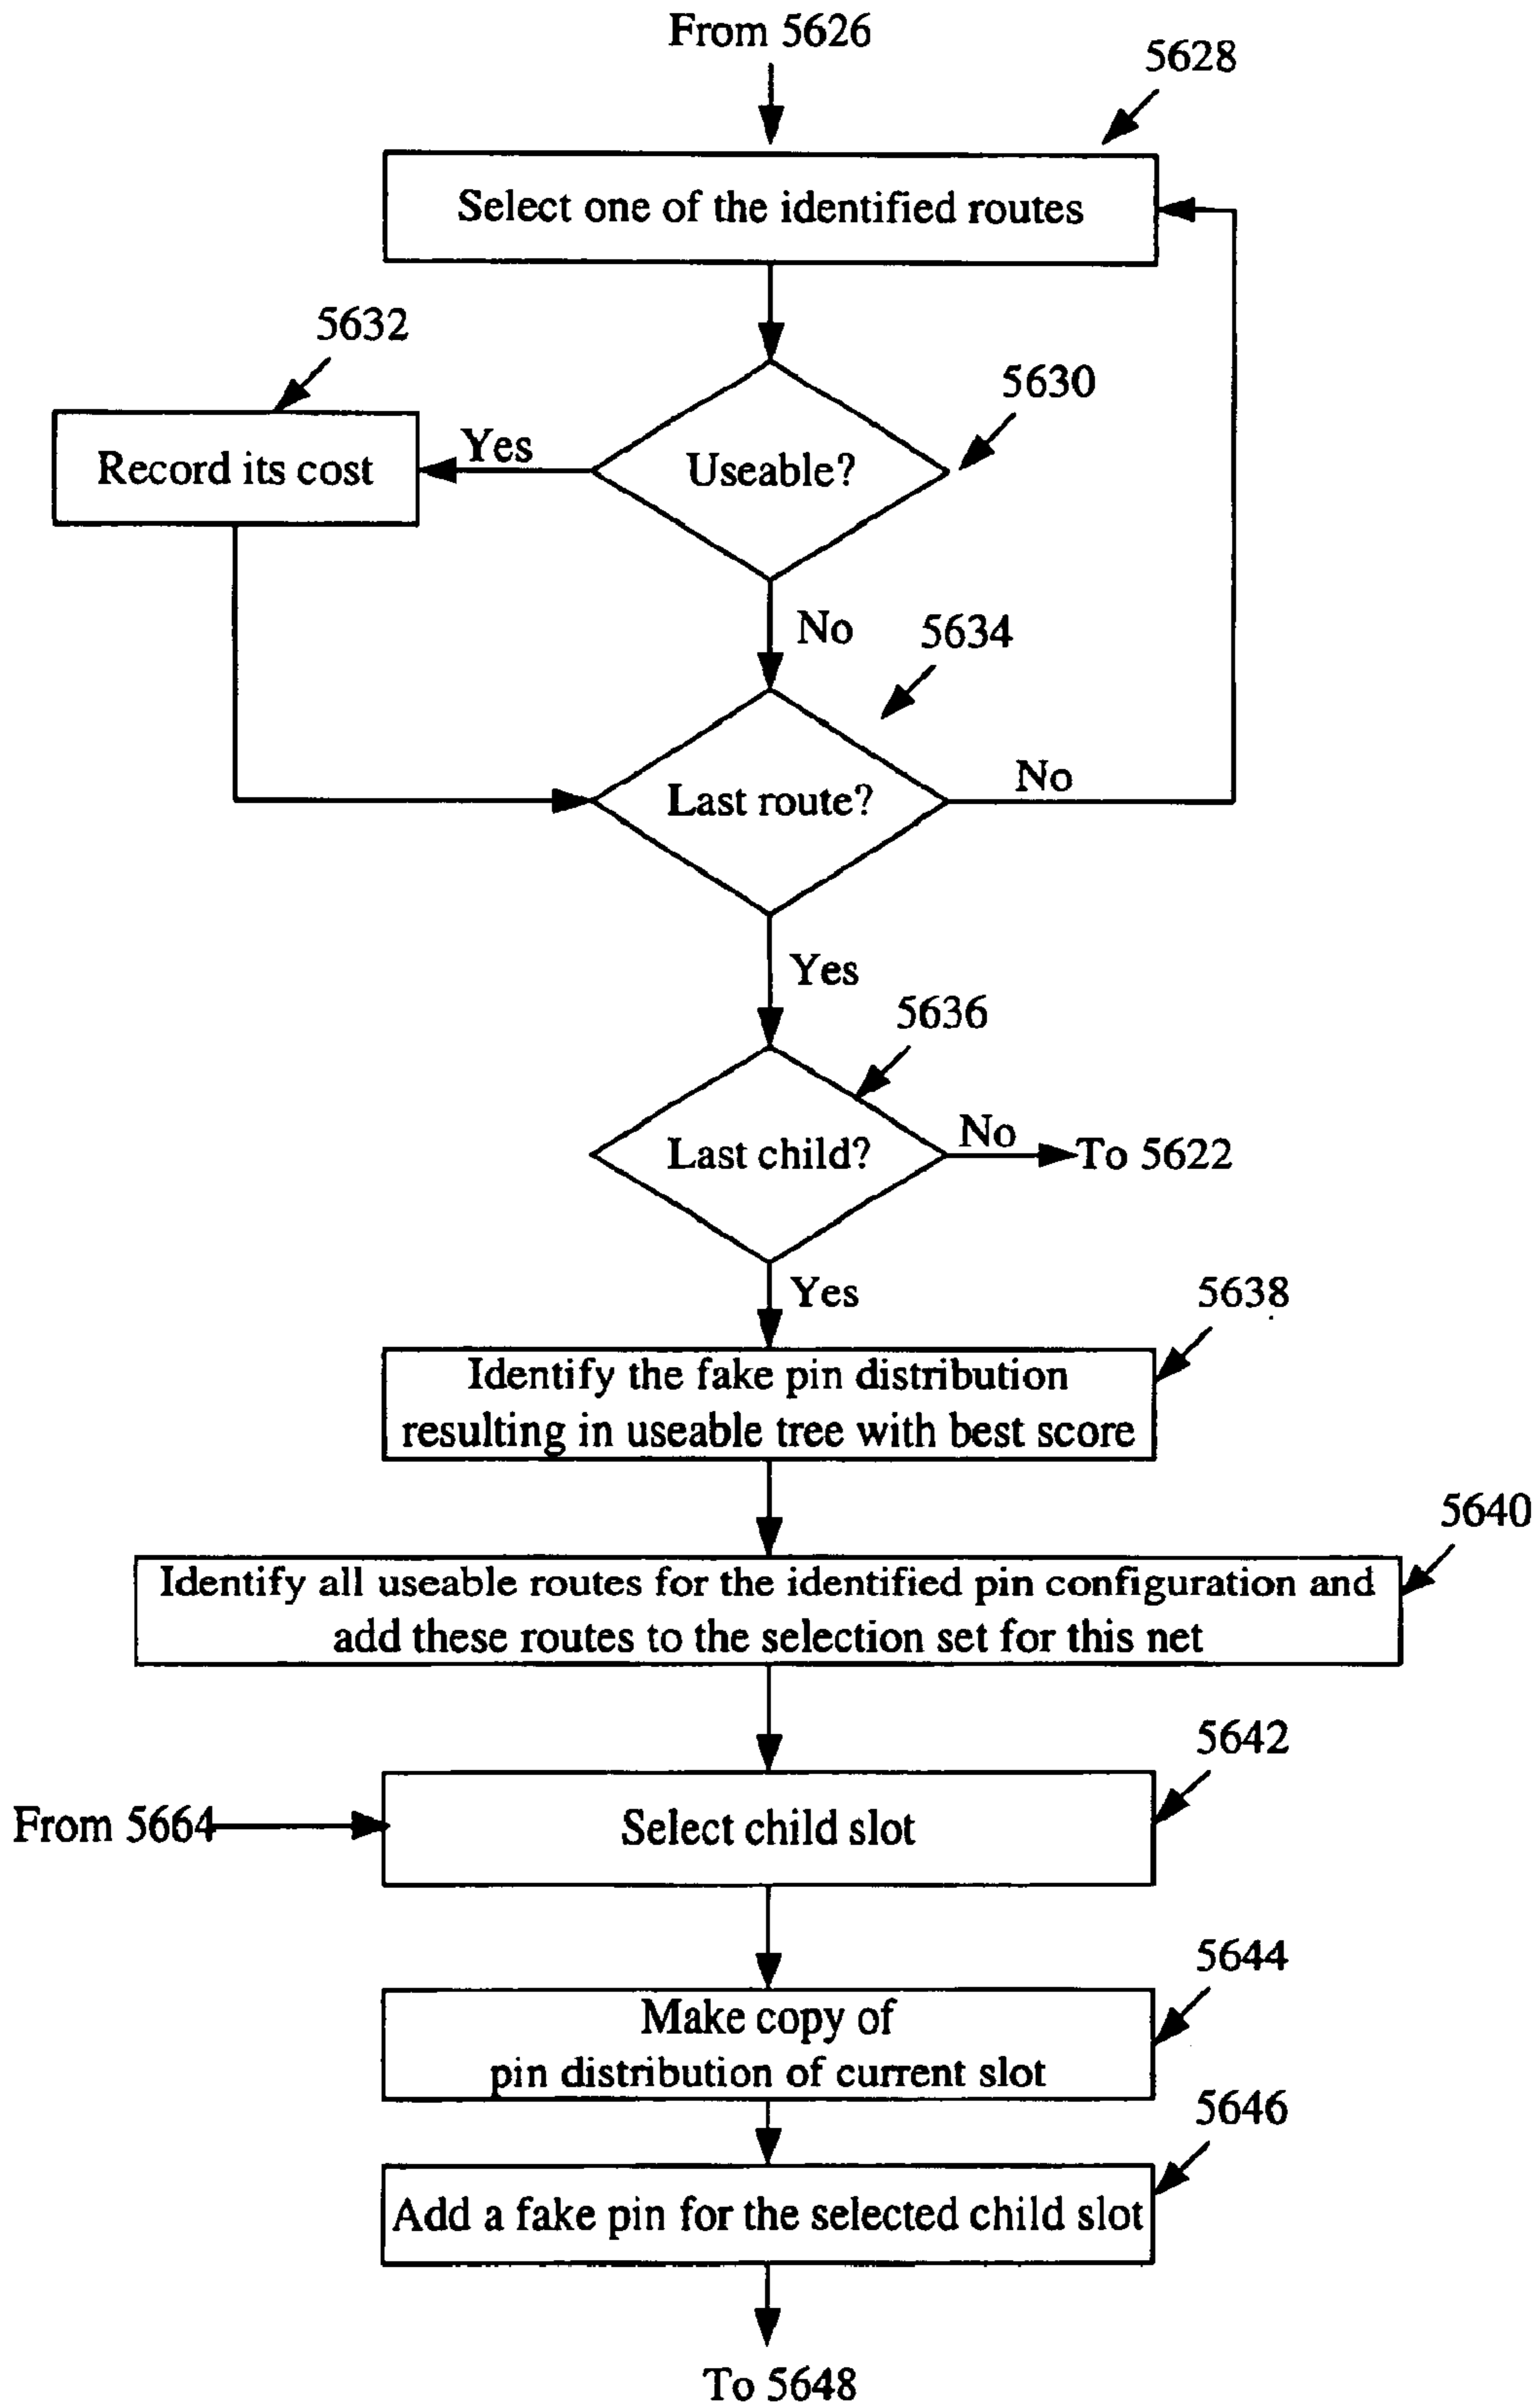 From 5626
5628
Select one of the identified routes
5632
5630
Record its cost
Yes
Useable?
No
5634
Last route?
No
Yes
5636
Last child?
No
To 5622
Yes
5638
Identify the fake pin distribution
resulting in useable tree with best score
5640
Identify all useable routes for the identified pin configuration and
add these routes to the selection set for this net
5642
From 5664
Select child slot
5644
Make copy of
pin distribution of current slot
5646
Add a fake pin for the selected child slot
To 5648